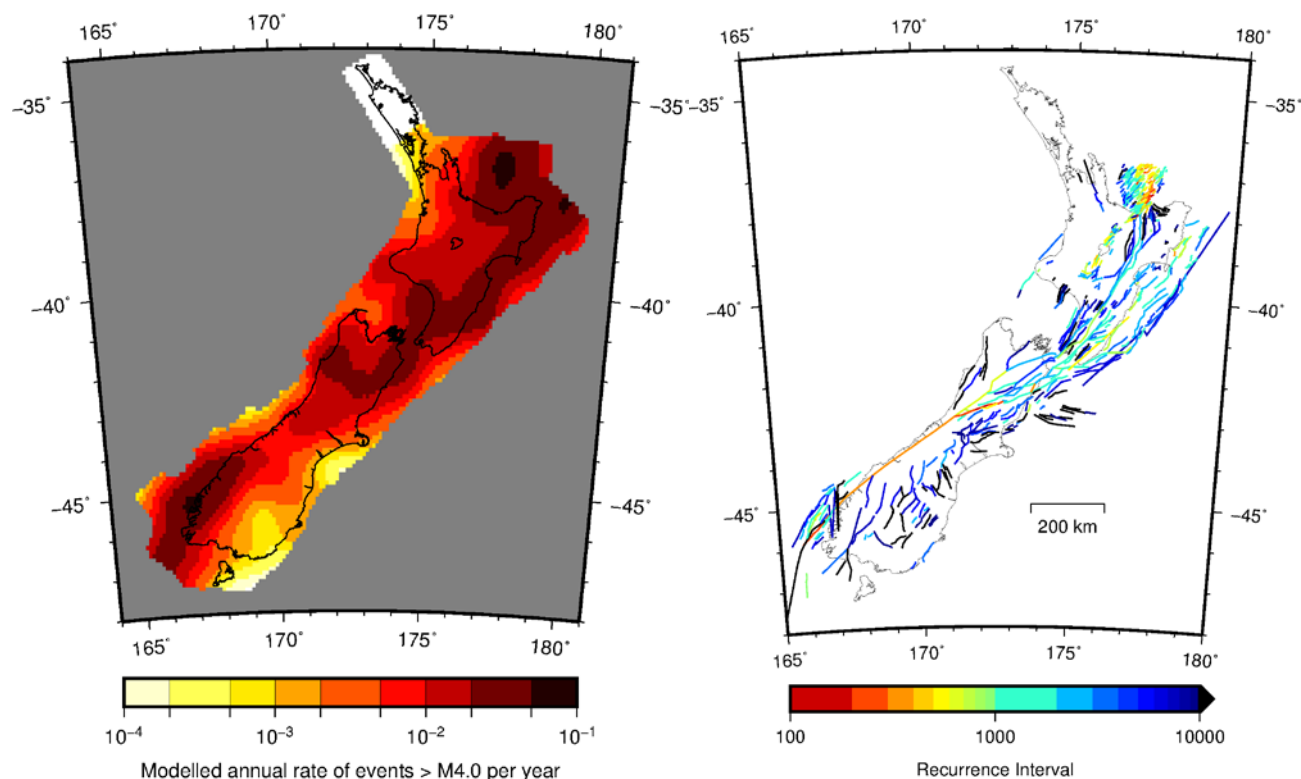 165° 170° 175° 180°
−35° −35°
−40° −40°
−45° −45°
165° 170° 175° 180°
10⁻⁴ 10⁻³ 10⁻² 10⁻¹
Modelled annual rate of events > M4.0 per year
165° 170° 175° 180°
−35° −35°
−40° −40°
−45° −45°
200 km
165° 170° 175° 180°
100 1000 10000
Recurrence Interval